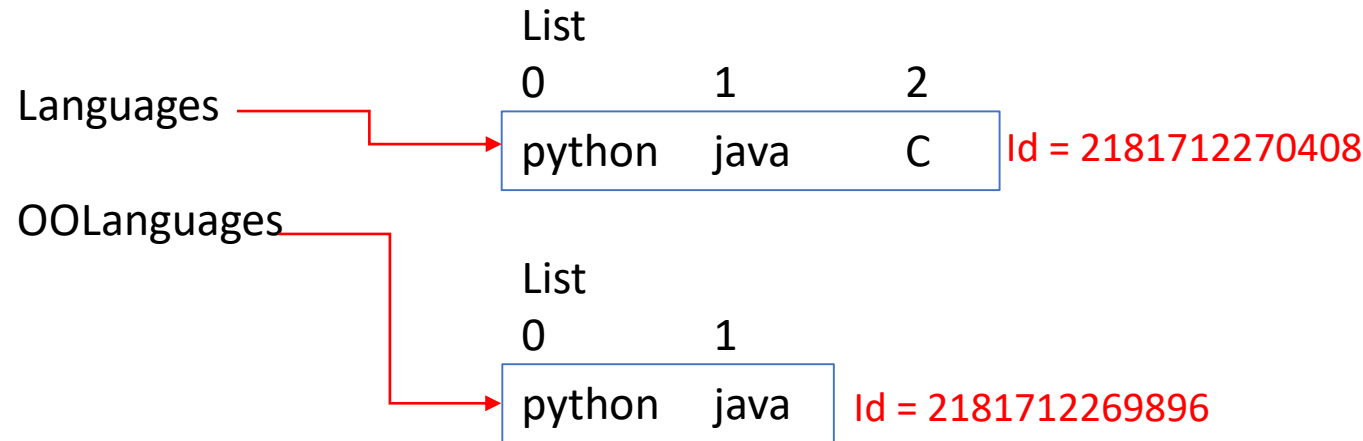 List
0 1 2
Languages
python java C Id = 2181712270408
OOLanguages
List
0 1
python java Id = 2181712269896